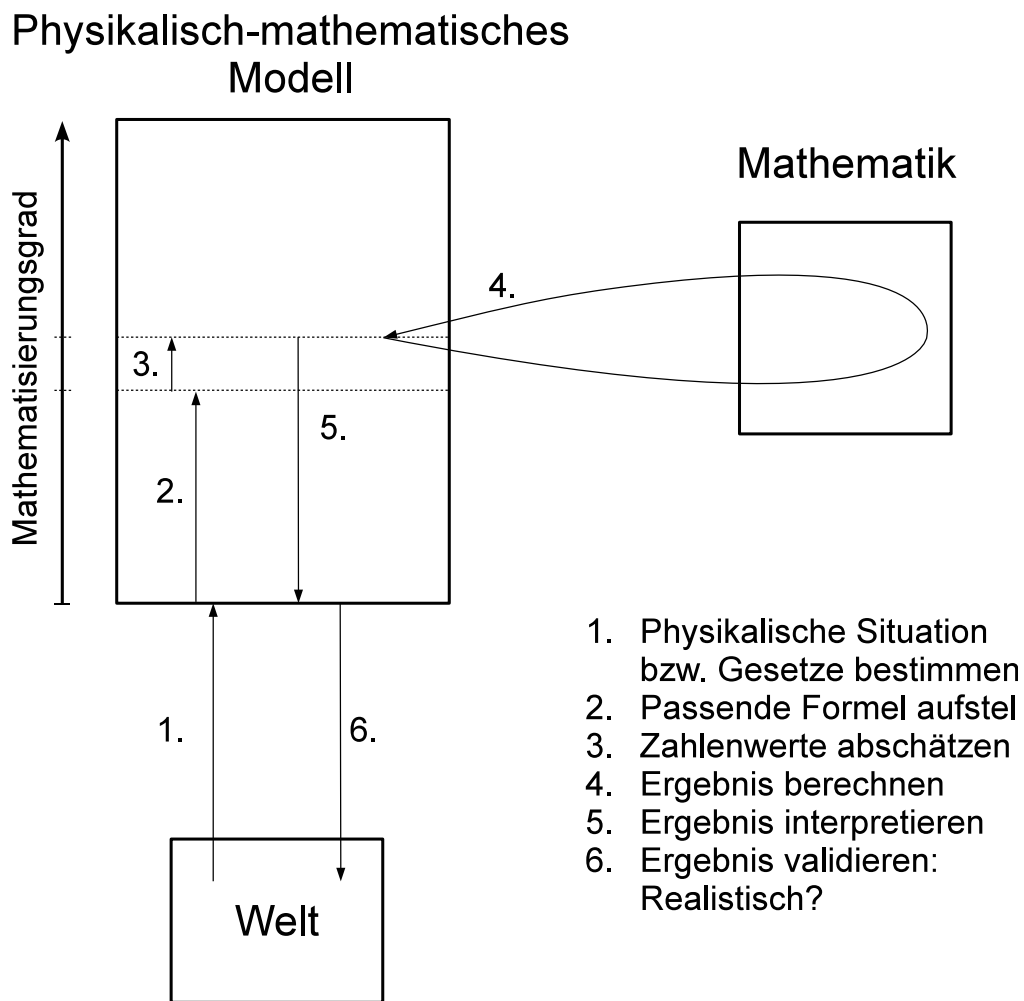 Physikalisch-mathematisches
Modell
Mathematik
Mathematisierungsgrad
4.
3.
5.
2.
1.
6.
Welt
1. Physikalische Situation
bzw. Gesetze bestimmen
2. Passende Formel aufstel
3. Zahlenwerte abschätzen
4. Ergebnis berechnen
5. Ergebnis interpretieren
6. Ergebnis validieren:
Realistisch?